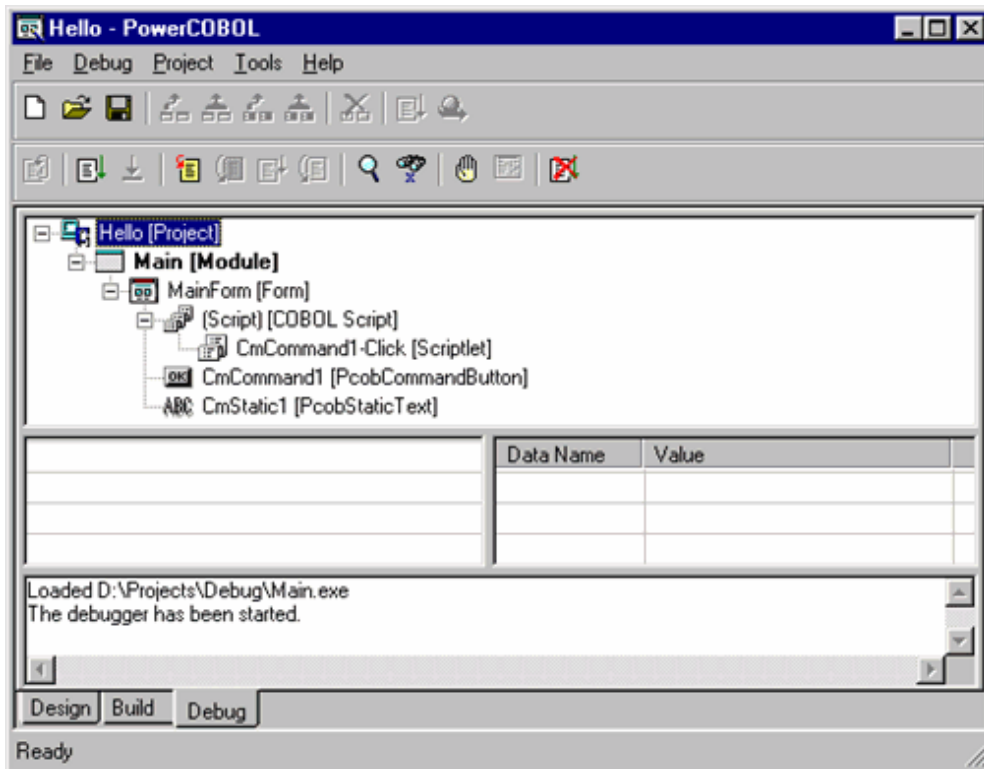 Hello - PowerCOBOL
File Debug Project Tools Help
Hello [Project]
Main [Module]
MainForm [Form]
(Script) [COBOL Script]
CmCommand1-Click [Scriptlet]
OK CmCommand1 [PcobCommandButton]
ABC CmStatic1 [PcobStaticText]
Data Name Value
Loaded D:\Projects\Debug\Main.exe
The debugger has been started.
Design Build Debug
Ready